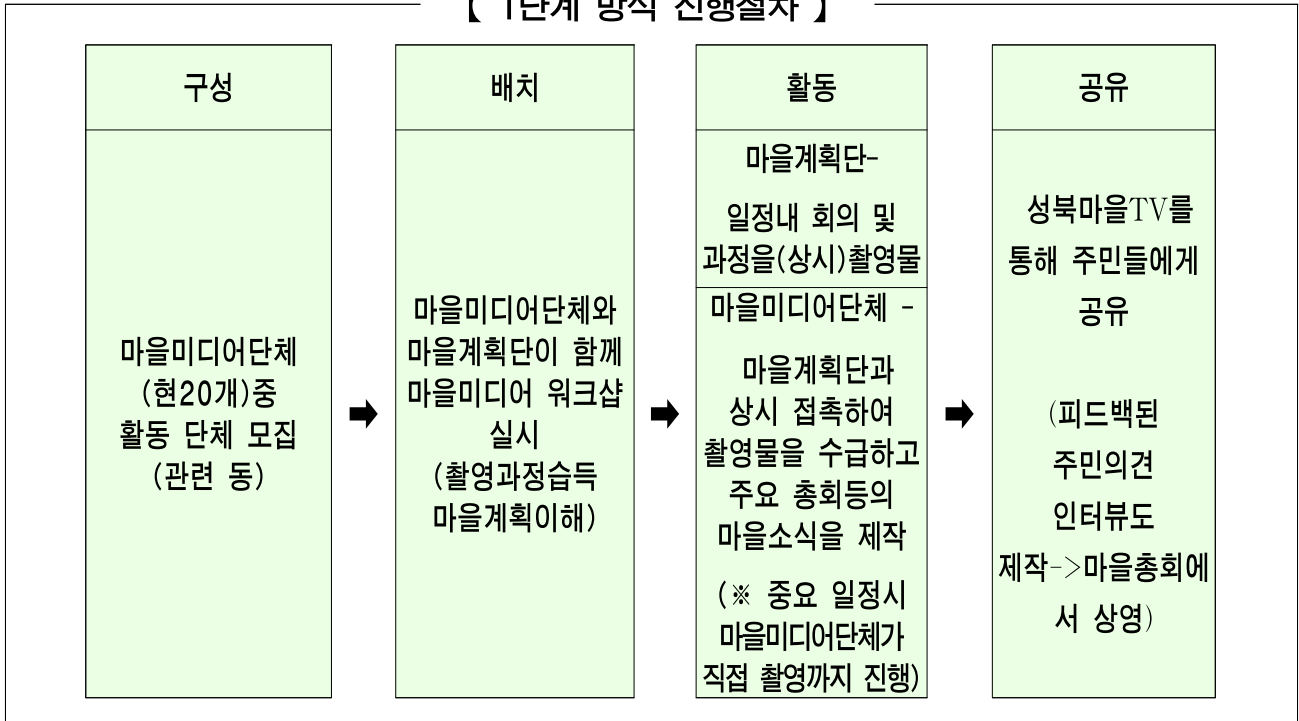 【 1단계 방식 진행절차 】
구성
마을미디어단체
(현20개)중
활동 단체 모집
(관련 동)
배치
마을미디어단체와
마을계획단이 함께
마을미디어 워크샵
실시
(촬영과정습득
마을계획이해)
활동
마을계획단-
일정내 회의 및
과정을(상시)촬영물
마을미디어단체 -
마을계획단과
상시 접촉하여
촬영물을 수급하고
주요 총회등의
마을소식을 제작
(※ 중요 일정시
마을미디어단체가
직접 촬영까지 진행)
공유
성북마을TV를
통해 주민들에게
공유
(피드백된
주민의견
인터뷰도
제작->마을총회에
서 상영)